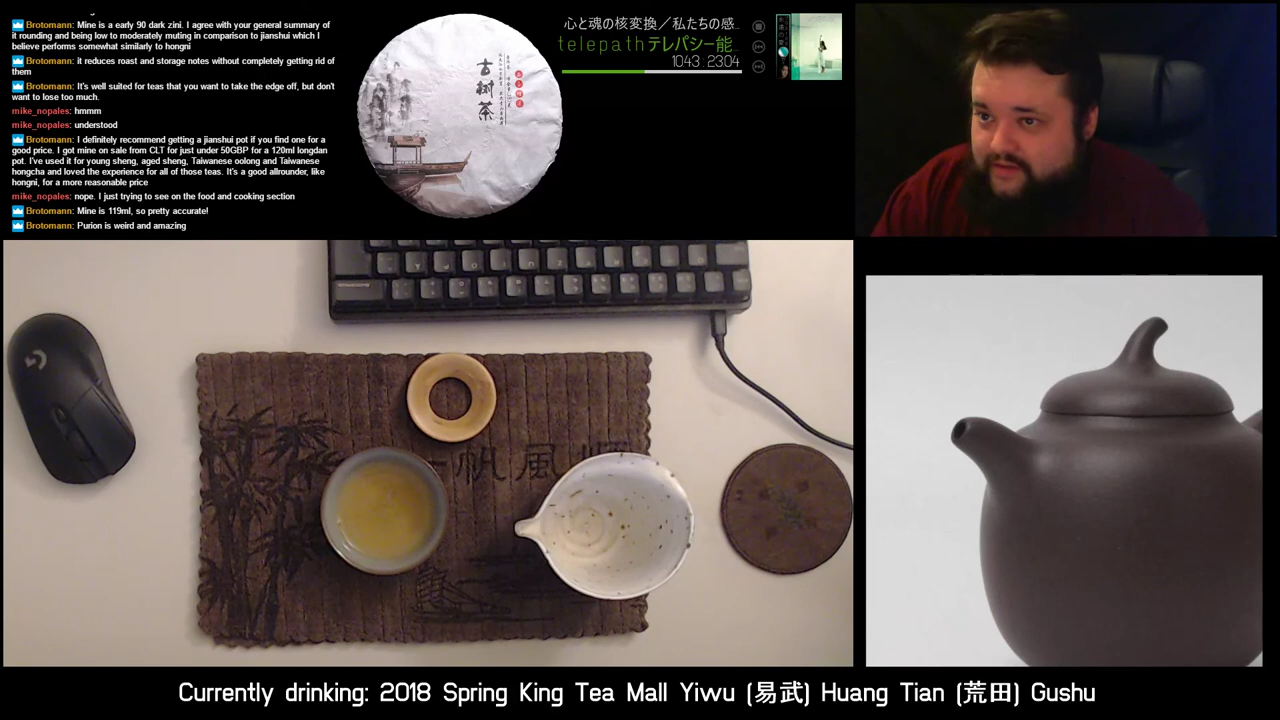 Brotomann: Mine is a early 90 dark zini. I agree with your general summary of
it rounding and being low to moderately muting in comparison to jianshui which I
believe performs somewhat similarly to hongni
Brotomann: it reduces roast and storage notes without completely getting rid of
them
Brotomann: It's well suited for teas that you want to take the edge off, but don't
want to lose too much.
mike_nopales: hmmm
mike_nopales: understood
Brotomann: I definitely recommend getting a jianshui pot if you find one for a
good price. I got mine on sale from CLT for just under 50GBP for a 120ml longdan
pot. I've used it for young sheng, aged sheng, Taiwanese oolong and Taiwanese
hongcha and loved the experience for all of those teas. It's a good allrounder, like
hongni, for a more reasonable price
mike_nopales: nope. I just trying to see on the food and cooking section
Brotomann: Mine is 119ml, so pretty accurate!
Brotomann: Purion is weird and amazing
古树茶
心と魂の核変換／私たちの感...
telepathテレパシー能...
10:43 23:04
一帆風順
Currently drinking: 2018 Spring King Tea Mall Yiwu (易武) Huang Tian (荒田) Gushu